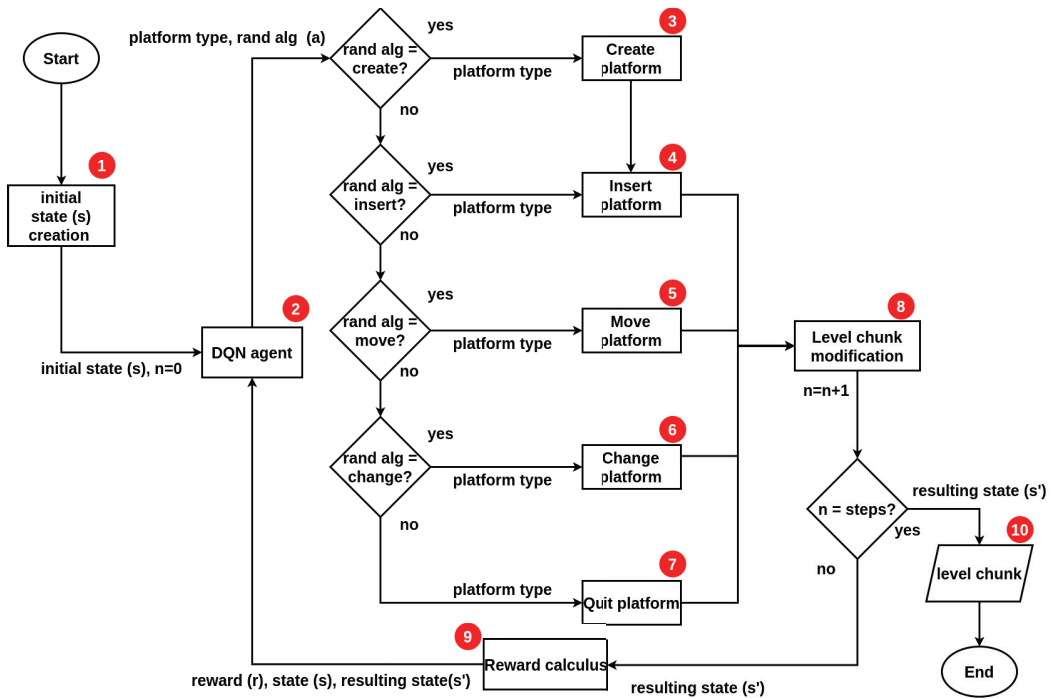 Start
1
initial
state (s)
creation
initial state (s), n=0
2
DQN agent
platform type, rand alg  (a)
rand alg =
create?
yes
platform type
no
3
Create
platform
rand alg =
insert?
yes
platform type
no
4
Insert
platform
rand alg =
move?
yes
platform type
no
5
Move
platform
rand alg =
change?
yes
platform type
no
6
Change
platform
platform type
7
Quit platform
8
Level chunk
modification
n=n+1
n = steps?
yes
no
resulting state (s')
10
level chunk
End
resulting state (s')
9
Reward calculus
reward (r), state (s), resulting state(s')